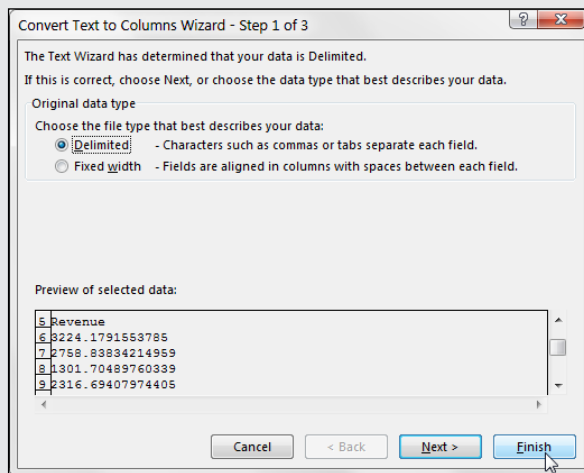 Convert Text to Columns Wizard - Step 1 of 3
The Text Wizard has determined that your data is Delimited.
If this is correct, choose Next, or choose the data type that best describes your data.
Original data type
Choose the file type that best describes your data:
Delimited - Characters such as commas or tabs separate each field.
Fixed width - Fields are aligned in columns with spaces between each field.
Preview of selected data:
5 Revenue
6 3224.1791553785
7 2758.83834214959
8 1301.70489760339
9 2316.69407974405
Cancel < Back Next > Finish